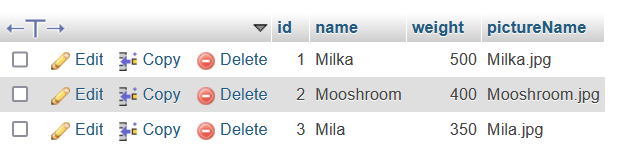 id name weight pictureName
Edit Copy Delete 1 Milka 500 Milka.jpg
Edit Copy Delete 2 Mooshroom 400 Mooshroom.jpg
Edit Copy Delete 3 Mila 350 Mila.jpg